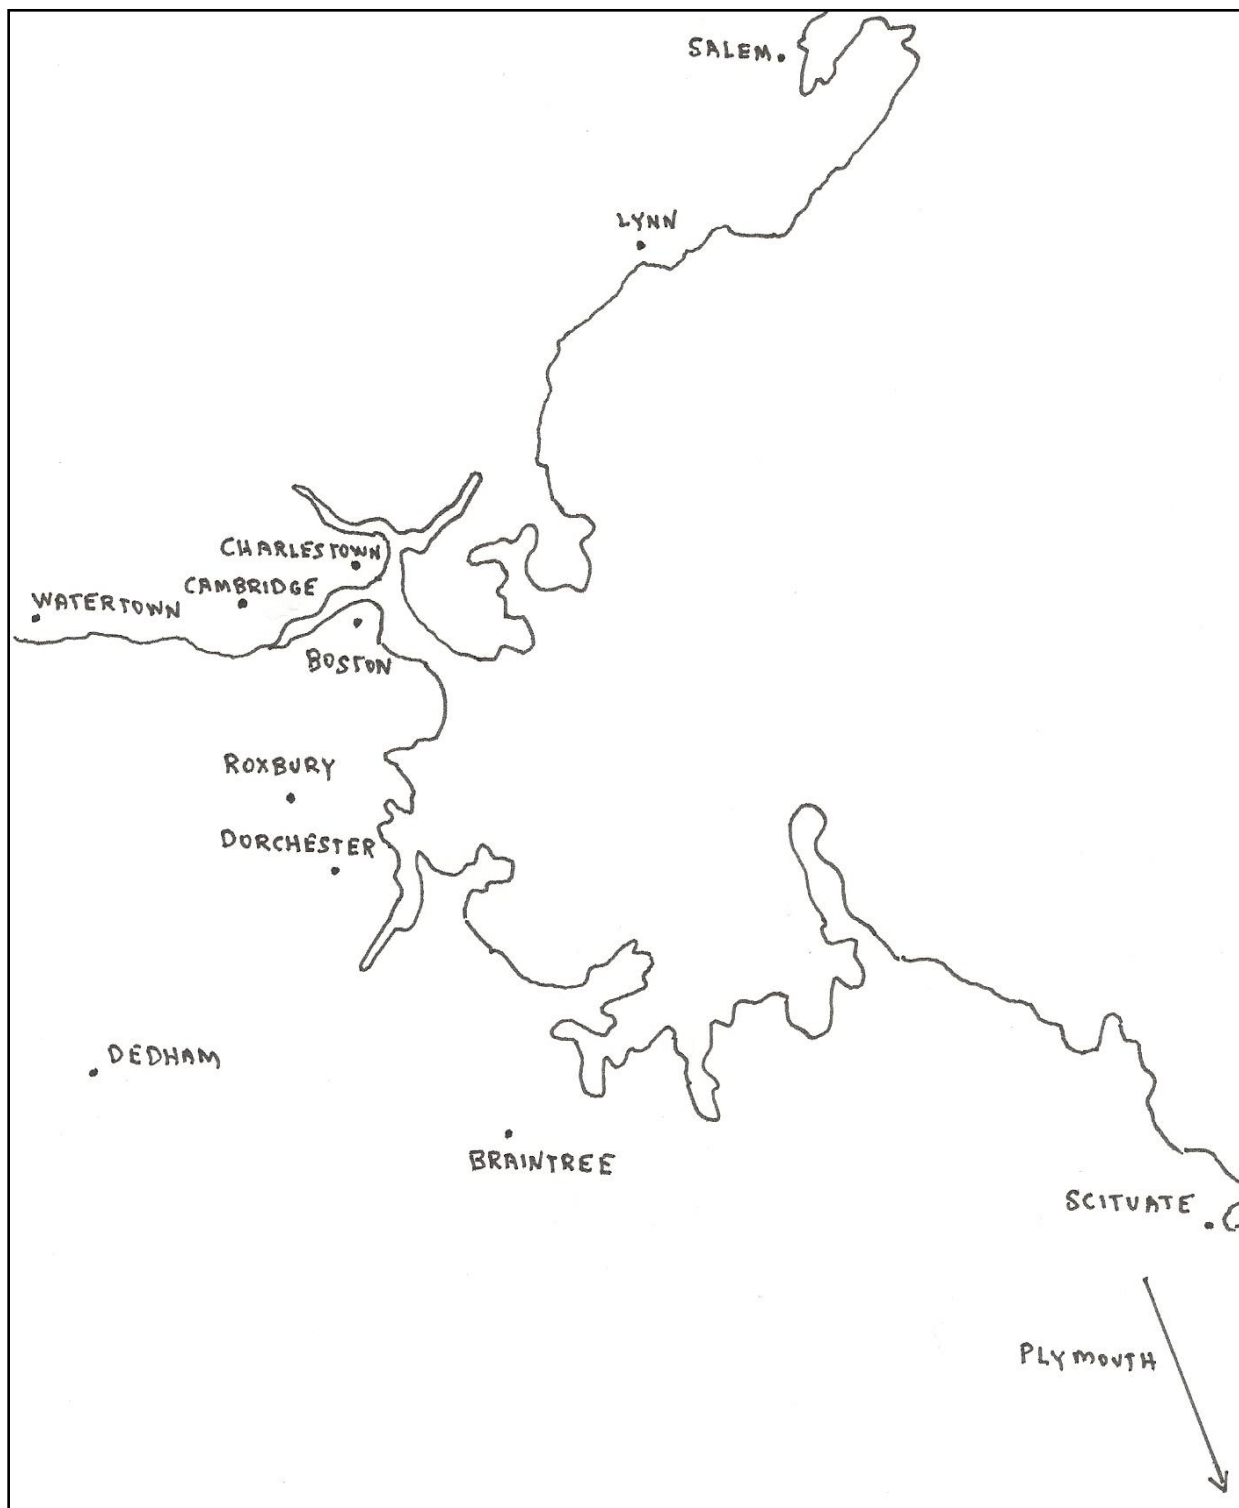 SALEM
LYNN
CHARLESTOWN
CAMBRIDGE
WATERTOWN
BOSTON
ROXBURY
DORCHESTER
DEDHAM
BRAINTREE
SCITUATE
PLYMOUTH